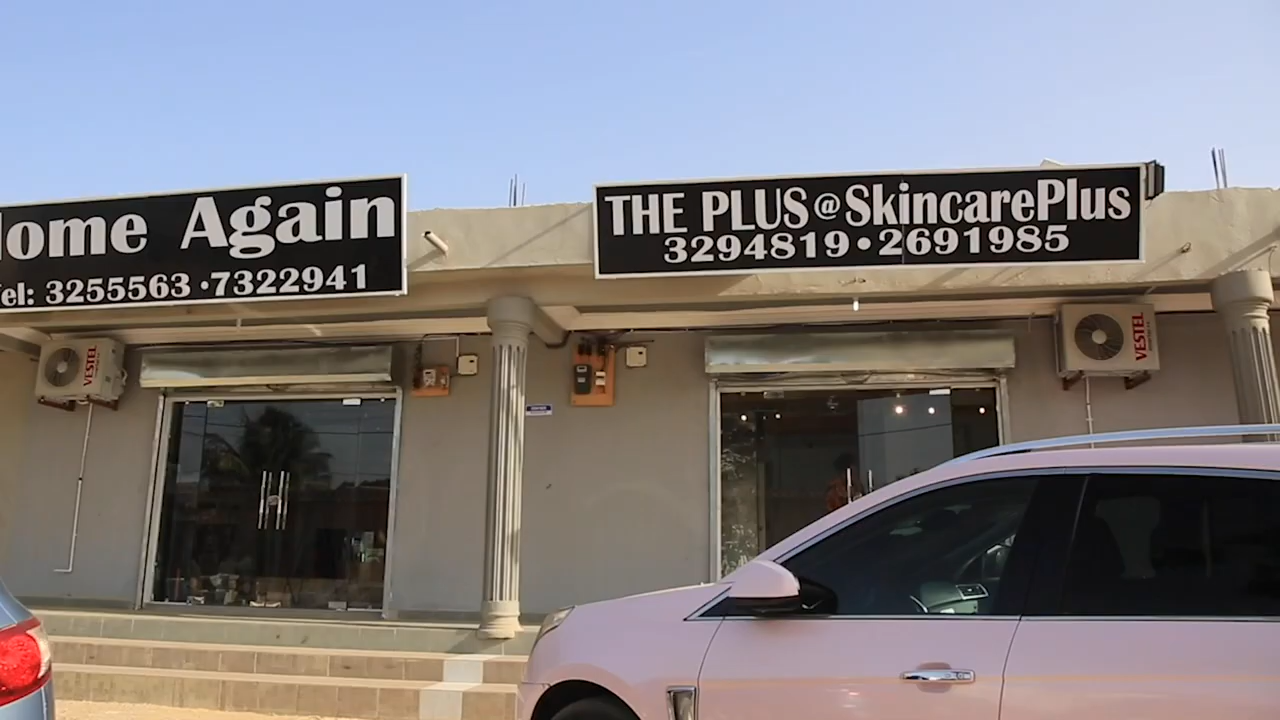 ome Again
el: 3255563 • 7322941
THE PLUS @ SkincarePlus
3294819 • 2691985
VESTEL
VESTEL